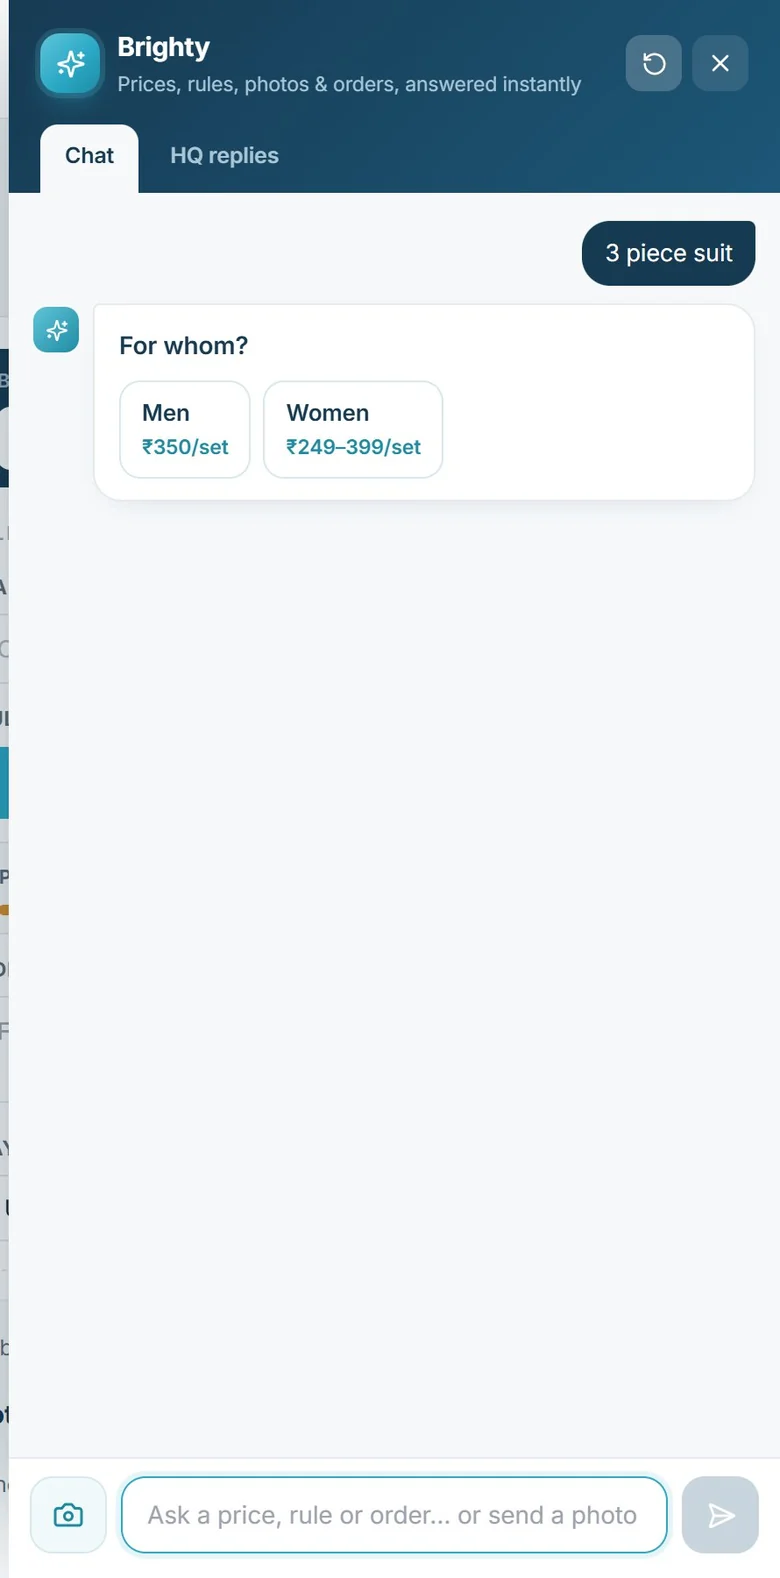 Brighty
Prices, rules, photos & orders, answered instantly
Chat
HQ replies
3 piece suit
For whom?
Men
₹350/set
Women
₹249–399/set
Ask a price, rule or order... or send a photo